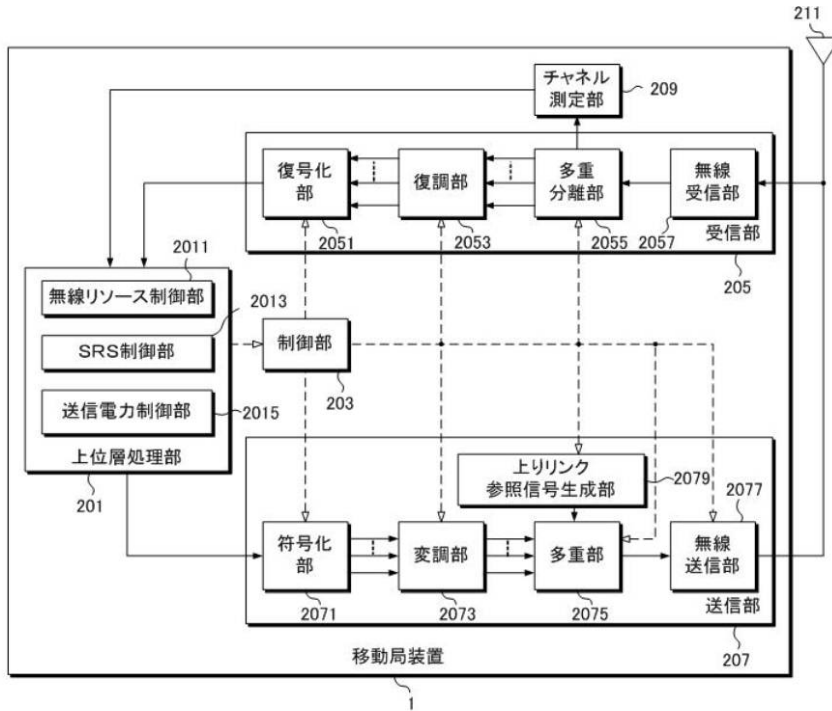 211
チャネル
測定部
209
復号化
部
2051
復調部
2053
多重
分離部
2055
無線
受信部
2057
受信部
205
2011
無線リソース制御部
2013
SRS制御部
送信電力制御部
2015
上位層処理部
201
制御部
203
上りリンク
参照信号生成部
2079
2077
符号化
部
2071
変調部
2073
多重部
2075
無線
送信部
送信部
207
移動局装置
1